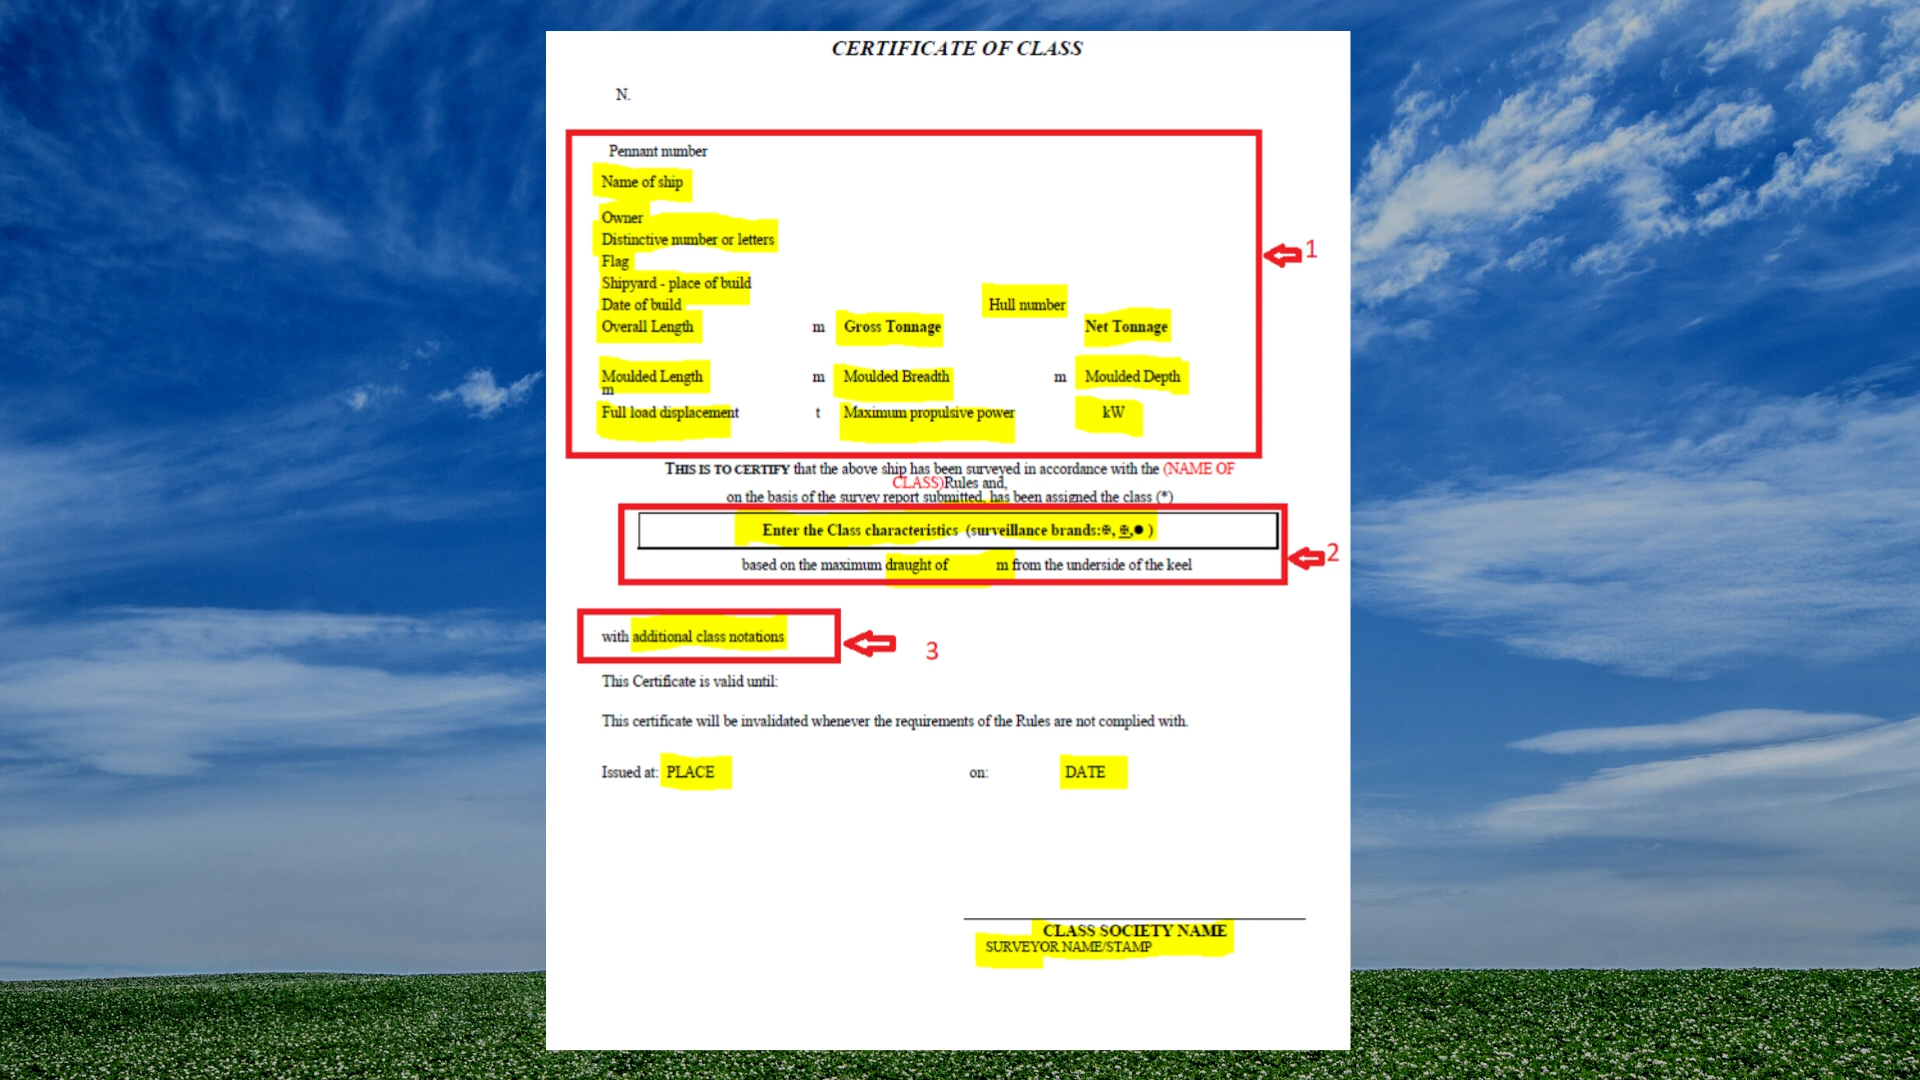 CERTIFICATE OF CLASS
N.
Pennant number
Name of ship
Owner
Distinctive number or letters
Flag
Shipyard - place of build
Date of build Hull number
Overall Length m Gross Tonnage Net Tonnage
1
Moulded Length m Moulded Breadth m Moulded Depth
m
Full load displacement t Maximum propulsive power kW
THIS IS TO CERTIFY that the above ship has been surveyed in accordance with the (NAME OF
CLASS)Rules and,
on the basis of the survey report submitted, has been assigned the class (*)
Enter the Class characteristics (surveillance brands:✠, ✠,● )
2
based on the maximum draught of m from the underside of the keel
with additional class notations
3
This Certificate is valid until:
This certificate will be invalidated whenever the requirements of the Rules are not complied with.
Issued at: PLACE on: DATE
CLASS SOCIETY NAME
SURVEYOR NAME/STAMP